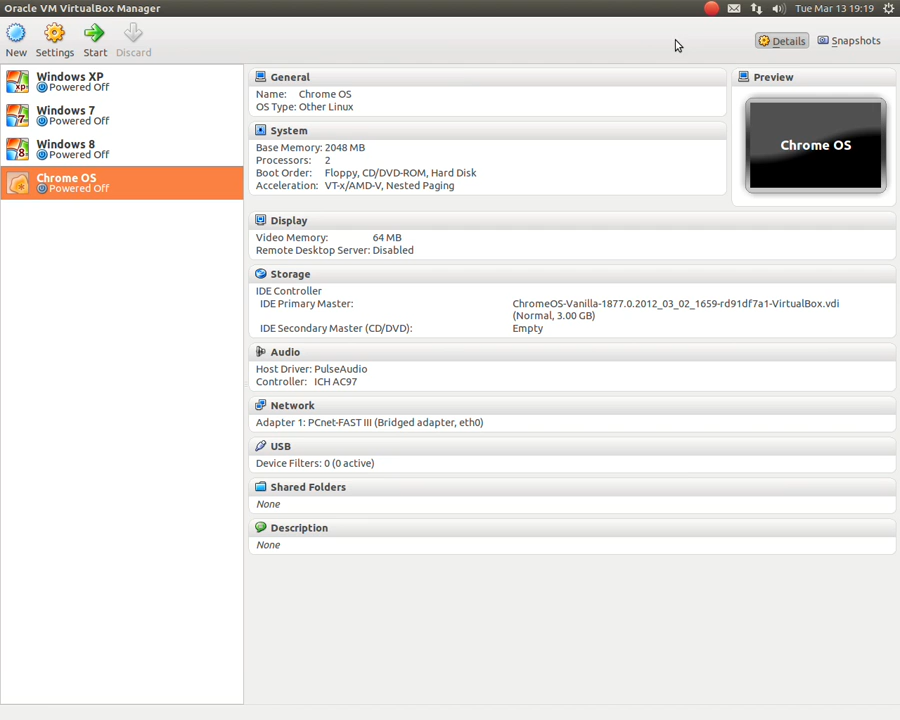 Oracle VM VirtualBox Manager
Tue Mar 13 19:19
New
Settings
Start
Discard
Details
Snapshots
Windows XP
Powered Off
Windows 7
Powered Off
Windows 8
Powered Off
Chrome OS
Powered Off
General
Name: Chrome OS
OS Type: Other Linux
System
Base Memory: 2048 MB
Processors: 2
Boot Order: Floppy, CD/DVD-ROM, Hard Disk
Acceleration: VT-x/AMD-V, Nested Paging
Preview
Chrome OS
Display
Video Memory: 64 MB
Remote Desktop Server: Disabled
Storage
IDE Controller
IDE Primary Master: ChromeOS-Vanilla-1877.0.2012_03_02_1659-rd91df7a1-VirtualBox.vdi
(Normal, 3.00 GB)
IDE Secondary Master (CD/DVD): Empty
Audio
Host Driver: PulseAudio
Controller: ICH AC97
Network
Adapter 1: PCnet-FAST III (Bridged adapter, eth0)
USB
Device Filters: 0 (0 active)
Shared Folders
None
Description
None